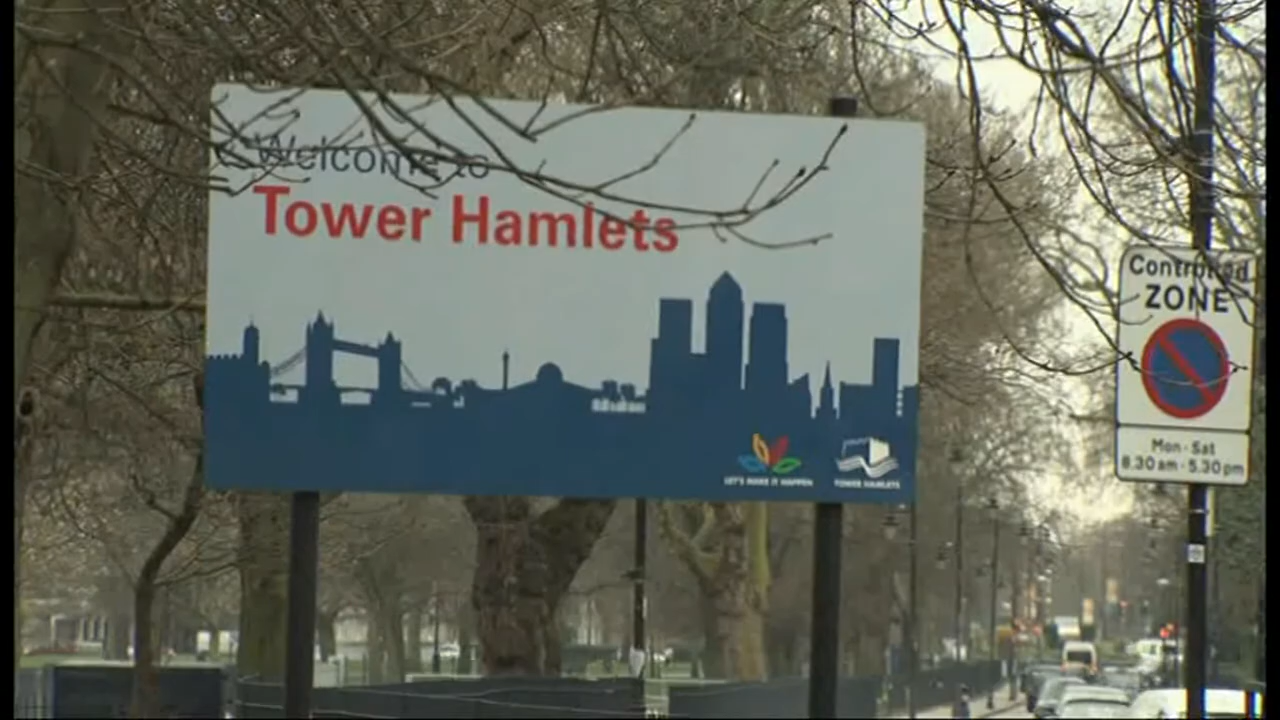 Welcome to
Tower Hamlets
LET'S MAKE IT HAPPEN
TOWER HAMLETS
Controlled
ZONE
Mon - Sat
8.30 am - 5.30 pm